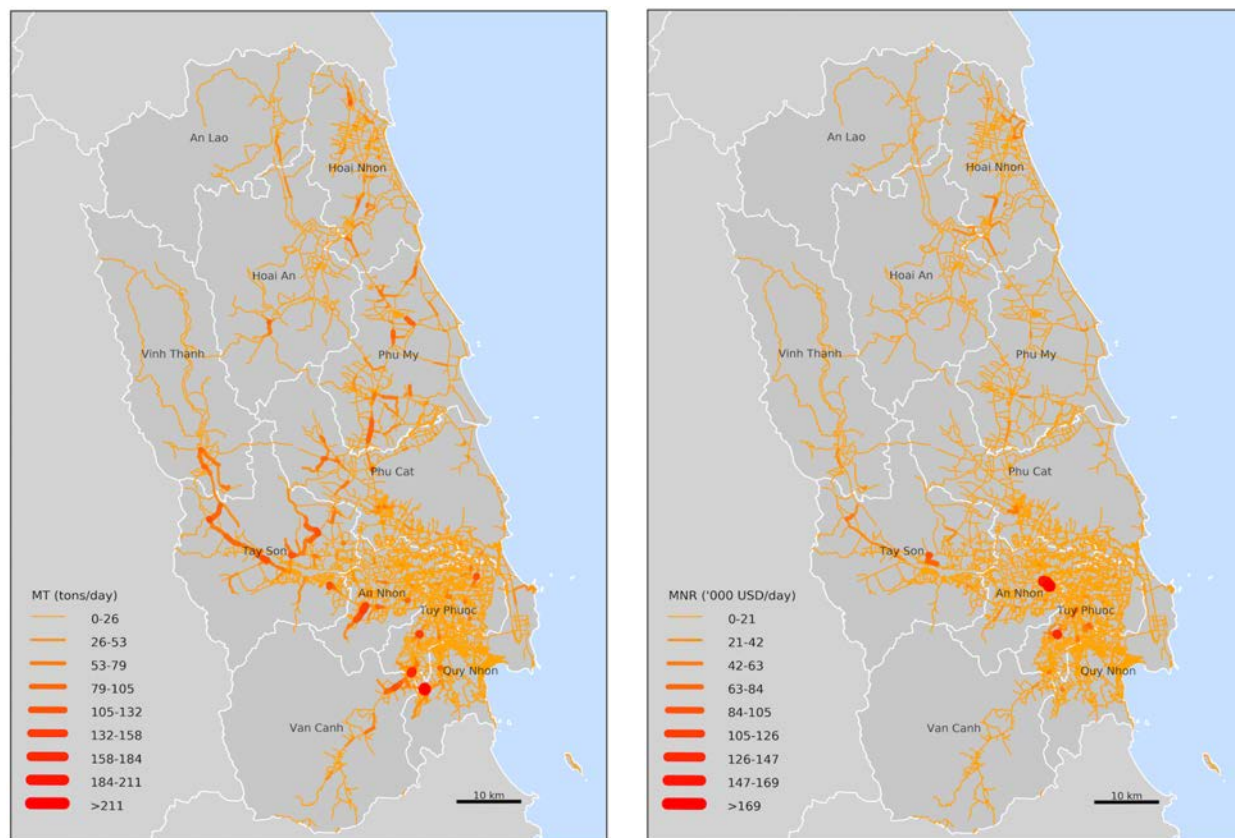 An Lao
Hoai Nhon
Hoai An
Vinh Thanh
Phu My
Phu Cat
Tay Son
An Nhon
Tuy Phuoc
Quy Nhon
Van Canh
MT (tons/day)
0-26
26-53
53-79
79-105
105-132
132-158
158-184
184-211
>211
10 km
An Lao
Hoai Nhon
Hoai An
Vinh Thanh
Phu My
Phu Cat
Tay Son
An Nhon
Tuy Phuoc
Quy Nhon
Van Canh
MNR ('000 USD/day)
0-21
21-42
42-63
63-84
84-105
105-126
126-147
147-169
>169
10 km